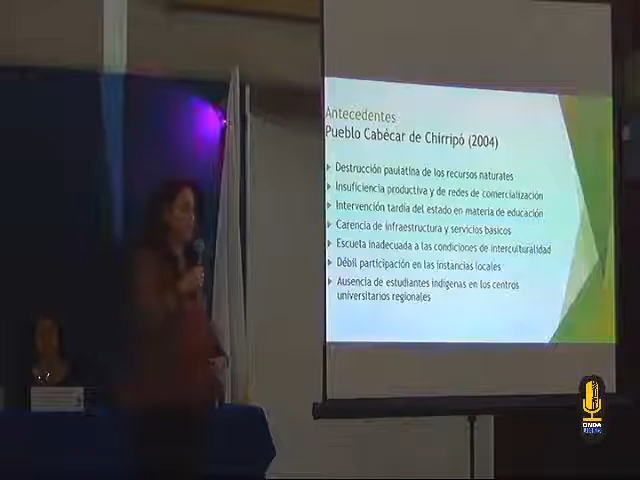 Antecedentes
Pueblo Cabécar de Chirripó (2004)
Destrucción paulatina de los recursos naturales
Insuficiencia productiva y de redes de comercialización
Intervención tardía del estado en materia de educación
Carencia de infraestructura y servicios básicos
Escuela inadecuada a las condiciones de interculturalidad
Débil participación en las instancias locales
Ausencia de estudiantes indígenas en los centros
universitarios regionales
ONDA